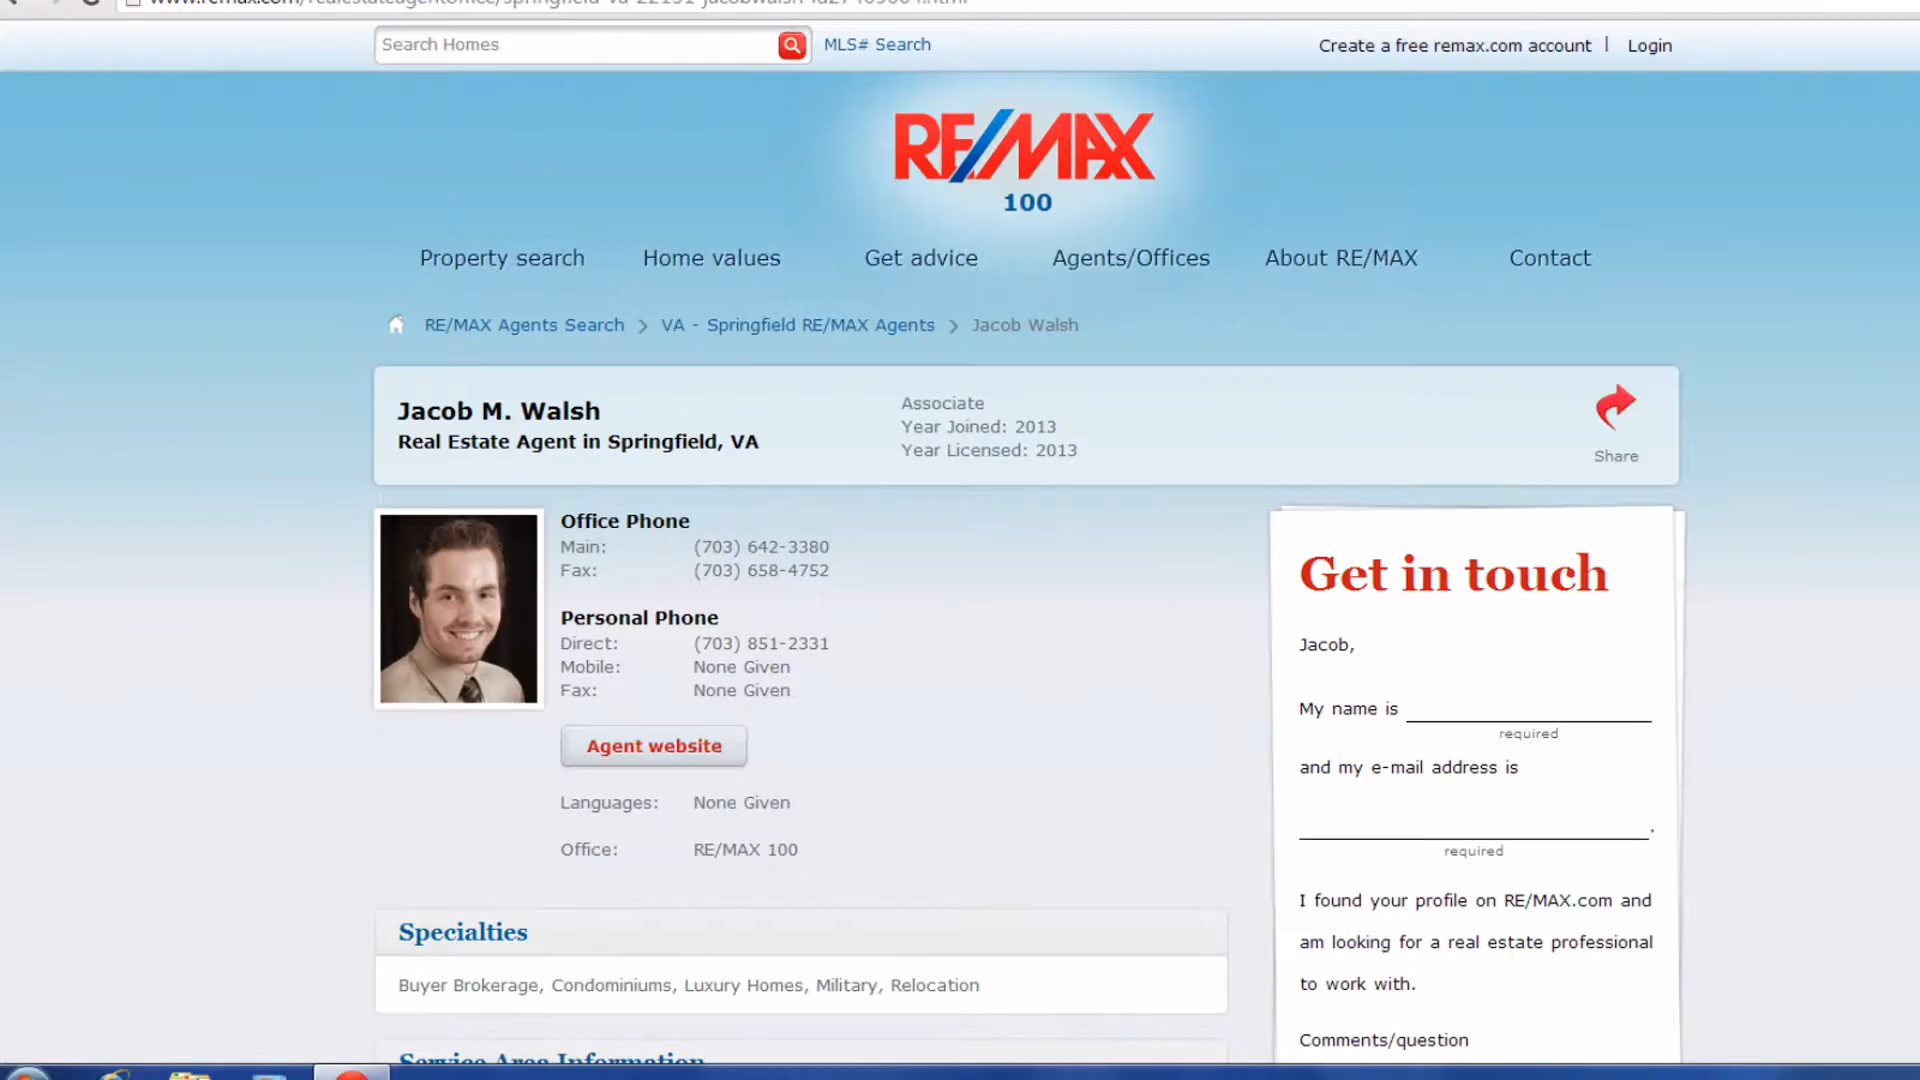 Search Homes
MLS# Search
Create a free remax.com account | Login
RE/MAX
100
Property search Home values Get advice Agents/Offices About RE/MAX Contact
RE/MAX Agents Search VA - Springfield RE/MAX Agents Jacob Walsh
Jacob M. Walsh
Real Estate Agent in Springfield, VA
Associate
Year Joined: 2013
Year Licensed: 2013
Share
Office Phone
Main: (703) 642-3380
Fax: (703) 658-4752
Personal Phone
Direct: (703) 851-2331
Mobile: None Given
Fax: None Given
Agent website
Languages: None Given
Office: RE/MAX 100
Specialties
Buyer Brokerage, Condominiums, Luxury Homes, Military, Relocation
Service Area Information
Get in touch
Jacob,
My name is
required
and my e-mail address is
.
required
I found your profile on RE/MAX.com and
am looking for a real estate professional
to work with.
Comments/question